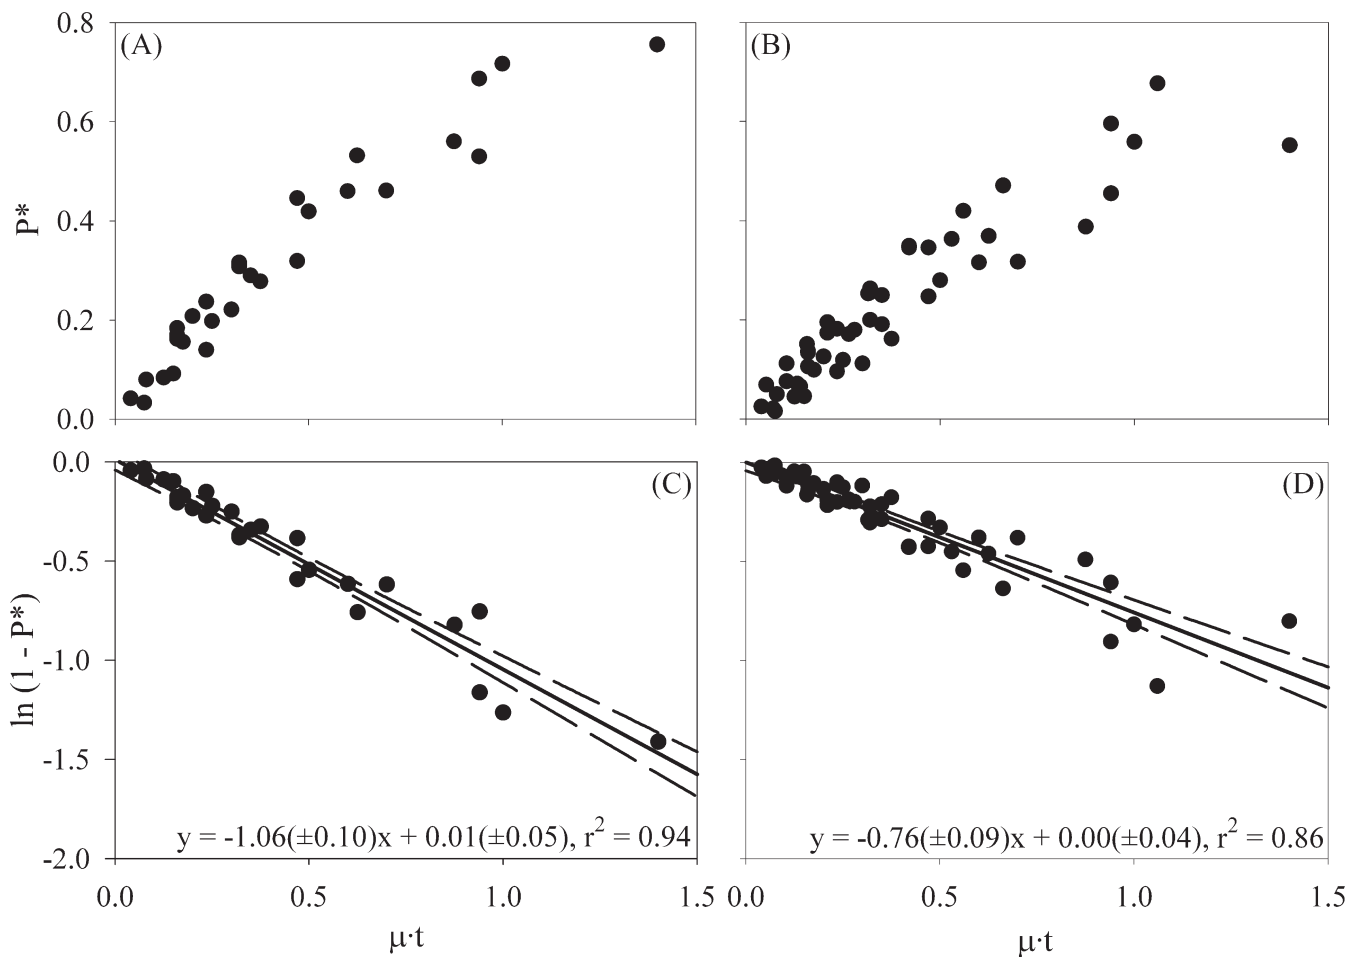 (A)
(B)
0.8
0.6
0.4
0.2
0.0
P*
(C)
(D)
0.0
-0.5
-1.0
-1.5
-2.0
ln (1 - P*)
y = -1.06(±0.10)x + 0.01(±0.05), r² = 0.94
y = -0.76(±0.09)x + 0.00(±0.04), r² = 0.86
0.0 0.5 1.0 1.5
0.0 0.5 1.0 1.5
μ·t
μ·t